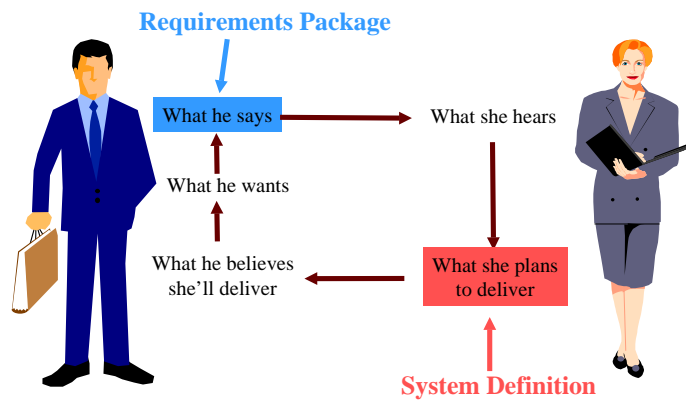 Requirements Package
What he says
What she hears
What he wants
What he believes
she'll deliver
What she plans
to deliver
System Definition